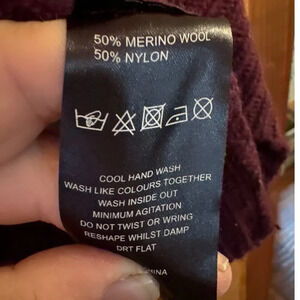 50% MERINO WOOL
50% NYLON
COOL HAND WASH
WASH LIKE COLOURS TOGETHER
WASH INSIDE OUT
MINIMUM AGITATION
DO NOT TWIST OR WRING
RESHAPE WHILST DAMP
DRT FLAT